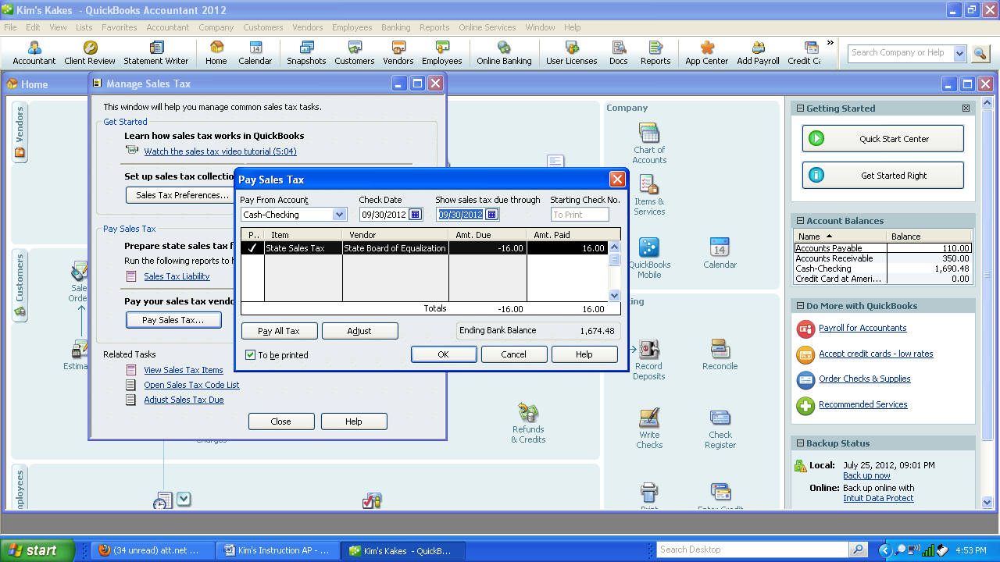 Kim's Kakes - QuickBooks Accountant 2012
File Edit View Lists Favorites Accountant Company Customers Vendors Employees Banking Reports Online Services Window Help
Accountant Client Review Statement Writer Home Calendar Snapshots Customers Vendors Employees Online Banking User Licenses Docs Reports App Center Add Payroll Credit Ca
Search Company or Help
Home
Manage Sales Tax
This window will help you manage common sales tax tasks.
Get Started
Learn how sales tax works in QuickBooks
Watch the sales tax video tutorial (5:04)
Set up sales tax collection
Sales Tax Preferences...
Pay Sales Tax
Prepare state sales tax f
Run the following reports to h
Sales Tax Liability
Pay your sales tax vendo
Pay Sales Tax...
Related Tasks
View Sales Tax Items
Open Sales Tax Code List
Adjust Sales Tax Due
Close Help
Pay Sales Tax
Pay From Account Check Date Show sales tax due through Starting Check No.
Cash-Checking 09/30/2012 09/30/2012 To Print
P.. Item Vendor Amt. Due Amt. Paid
State Sales Tax State Board of Equalization -16.00 16.00
Totals -16.00 16.00
Pay All Tax Adjust Ending Bank Balance 1,674.48
To be printed OK Cancel Help
Vendors
Customers
mployees
Sale
Orde
Estima
Charges
Refunds
& Credits
Company
Chart of
Accounts
Items &
Services
QuickBooks
Mobile
Calendar
king
Record
Deposits
Reconcile
Write
Checks
Check
Register
Print
Enter Credit
Getting Started
Quick Start Center
Get Started Right
Account Balances
Name Balance
Accounts Payable 110.00
Accounts Receivable 350.00
Cash-Checking 1,690.48
Credit Card at Ameri... 0.00
Do More with QuickBooks
Payroll for Accountants
Accept credit cards - low rates
Order Checks & Supplies
Recommended Services
Backup Status
Local: July 25, 2012, 09:01 PM
Back up now
Online: Back up online with
Intuit Data Protect
start (34 unread) att.net ... Kim's Instruction AP - ... Kim's Kakes - QuickB... Search Desktop 4:53 PM